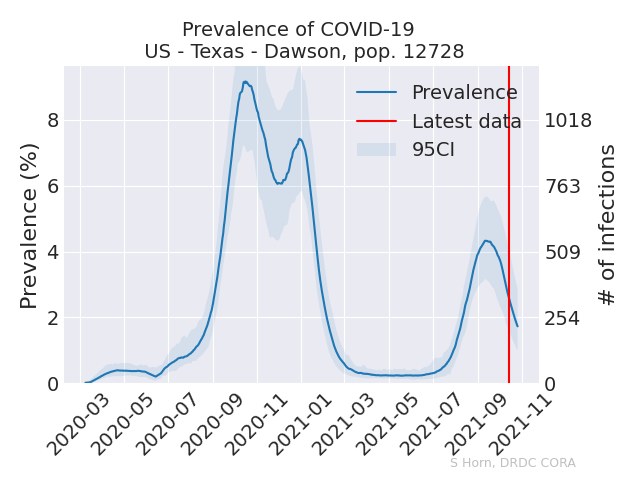 Prevalence of COVID-19
US - Texas - Dawson, pop. 12728
Prevalence
Latest data
95CI
Prevalence (%)
8
6
4
2
0
1018
763
509
254
0
# of infections
2020-03
2020-05
2020-07
2020-09
2020-11
2021-01
2021-03
2021-05
2021-07
2021-09
2021-11
S Horn, DRDC CORA